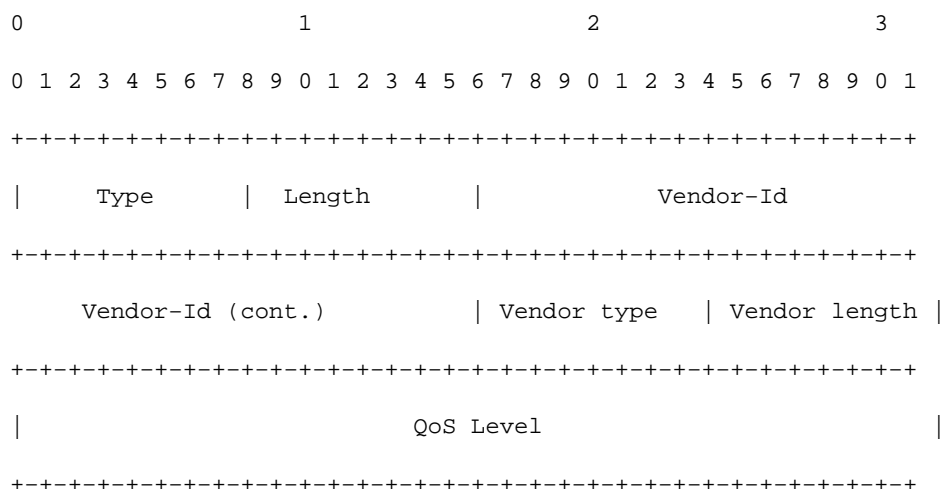 0                   1                   2                   3
0 1 2 3 4 5 6 7 8 9 0 1 2 3 4 5 6 7 8 9 0 1 2 3 4 5 6 7 8 9 0 1
+-+-+-+-+-+-+-+-+-+-+-+-+-+-+-+-+-+-+-+-+-+-+-+-+-+-+-+-+-+-+-+
|     Type      |  Length       |            Vendor-Id
+-+-+-+-+-+-+-+-+-+-+-+-+-+-+-+-+-+-+-+-+-+-+-+-+-+-+-+-+-+-+-+
     Vendor-Id (cont.)          | Vendor type   | Vendor length |
+-+-+-+-+-+-+-+-+-+-+-+-+-+-+-+-+-+-+-+-+-+-+-+-+-+-+-+-+-+-+-+
|                           QoS Level                           |
+-+-+-+-+-+-+-+-+-+-+-+-+-+-+-+-+-+-+-+-+-+-+-+-+-+-+-+-+-+-+-+